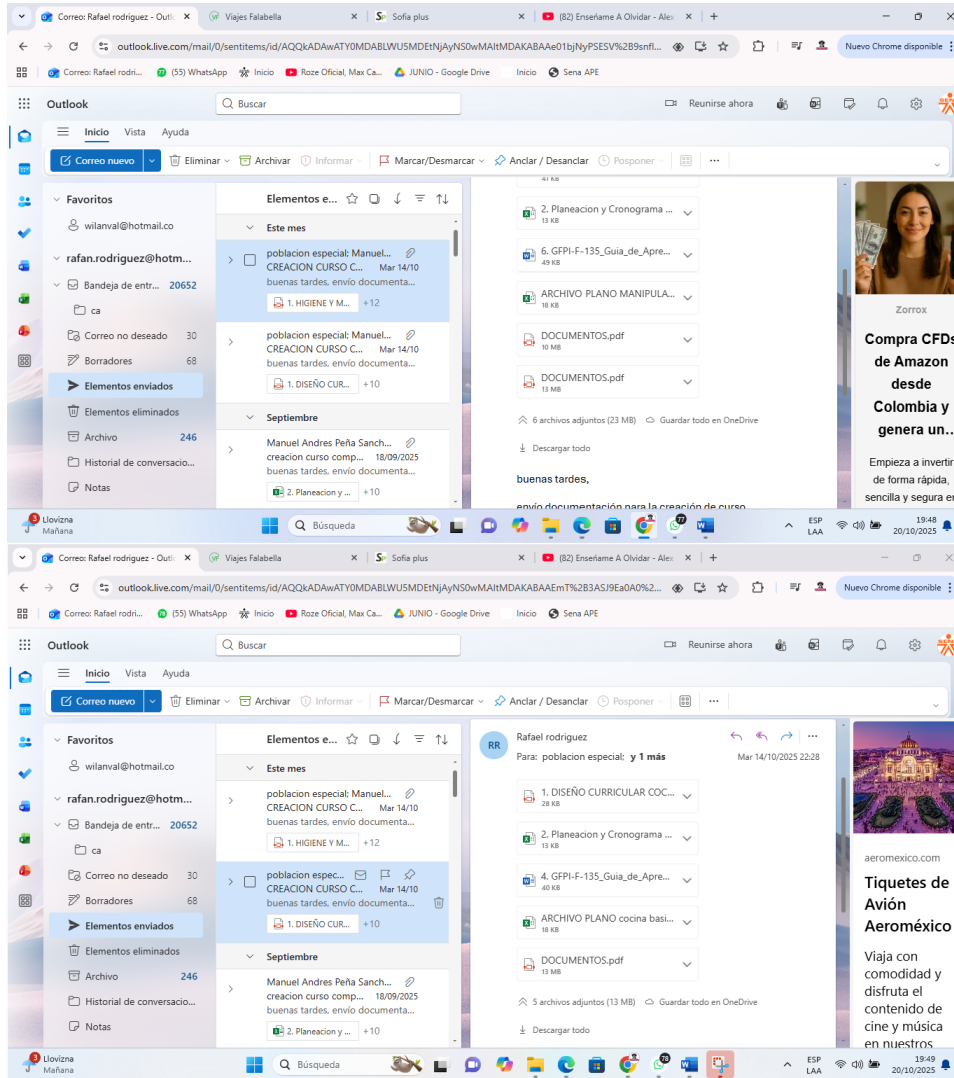 Correo: Rafael rodriguez - Outl
Viajes Falabella
Sofia plus
(82) Enseñame A Olvidar - Alex
outlook.live.com/mail/0/sentitems/id/AQQkADAwATY0MDABLWU5MDEtNjAyNS0wMAItMDAKABAAe01bjNyPSESV%2B9snfl...
Nuevo Chrome disponible
Correo: Rafael rodri...
(55) WhatsApp
Inicio
Roze Oficial, Max Ca...
JUNIO - Google Drive
Inicio
Sena APE
Outlook
Buscar
Reunirse ahora
Inicio Vista Ayuda
Correo nuevo
Eliminar
Archivar
Informar
Marcar/Desmarcar
Anclar / Desanclar
Posponer
Favoritos
wilanval@hotmail.co
rafan.rodriguez@hotm...
Bandeja de entr... 20652
ca
Correo no deseado 30
Borradores 68
Elementos enviados
Elementos eliminados
Archivo 246
Historial de conversacio...
Notas
Elementos e...
Este mes
poblacion especial; Manuel...
CREACION CURSO C... Mar 14/10
buenas tardes, envío documenta...
1. HIGIENE Y M... +12
poblacion especial; Manuel...
CREACION CURSO C... Mar 14/10
buenas tardes, envío documenta...
1. DISEÑO CUR... +10
Septiembre
Manuel Andres Peña Sanch...
creacion curso comp... 18/09/2025
buenas tardes, envío documenta...
2. Planeacion y ... +10
41 KB
2. Planeacion y Cronograma ...
13 KB
6. GFPI-F-135_Guia_de_Apre...
49 KB
ARCHIVO PLANO MANIPULA...
18 KB
DOCUMENTOS.pdf
10 MB
DOCUMENTOS.pdf
13 MB
6 archivos adjuntos (23 MB) Guardar todo en OneDrive
Descargar todo
buenas tardes,
envío documentación para la creación de curso
Zorrox
Compra CFDs
de Amazon
desde
Colombia y
genera un...
Empieza a invertir
de forma rápida,
sencilla y segura en
3
Llovizna
Mañana
Búsqueda
77
ESP
LAA
19:48
20/10/2025
Correo: Rafael rodriguez - Outl
Viajes Falabella
Sofia plus
(82) Enseñame A Olvidar - Alex
outlook.live.com/mail/0/sentitems/id/AQQkADAwATY0MDABLWU5MDEtNjAyNS0wMAItMDAKABAAEmT%2B3ASJ9Ea0A0%2...
Nuevo Chrome disponible
Correo: Rafael rodri...
(55) WhatsApp
Inicio
Roze Oficial, Max Ca...
JUNIO - Google Drive
Inicio
Sena APE
Outlook
Buscar
Reunirse ahora
Inicio Vista Ayuda
Correo nuevo
Eliminar
Archivar
Informar
Marcar/Desmarcar
Anclar / Desanclar
Posponer
Favoritos
wilanval@hotmail.co
rafan.rodriguez@hotm...
Bandeja de entr... 20652
ca
Correo no deseado 30
Borradores 68
Elementos enviados
Elementos eliminados
Archivo 246
Historial de conversacio...
Notas
Elementos e...
Este mes
poblacion especial; Manuel...
CREACION CURSO C... Mar 14/10
buenas tardes, envío documenta...
1. HIGIENE Y M... +12
poblacion espec...
CREACION CURSO C... Mar 14/10
buenas tardes, envío documenta...
1. DISEÑO CUR... +10
Septiembre
Manuel Andres Peña Sanch...
creacion curso comp... 18/09/2025
buenas tardes, envío documenta...
2. Planeacion y ... +10
RR
Rafael rodriguez
Para: poblacion especial; y 1 más
Mar 14/10/2025 22:28
1. DISEÑO CURRICULAR COC...
28 KB
2. Planeacion y Cronograma ...
13 KB
4. GFPI-F-135_Guia_de_Apre...
40 KB
ARCHIVO PLANO cocina basi...
18 KB
DOCUMENTOS.pdf
13 MB
5 archivos adjuntos (13 MB) Guardar todo en OneDrive
Descargar todo
aeromexico.com
Tiquetes de
Avión
Aeroméxico
Viaja con
comodidad y
disfruta el
contenido de
cine y música
en nuestros
3
Llovizna
Mañana
Búsqueda
78
ESP
LAA
19:49
20/10/2025